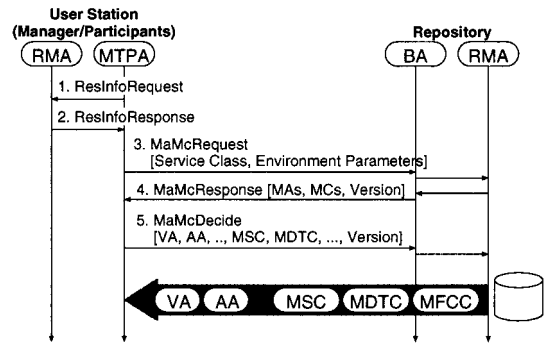 User Station
(Manager/Participants)
Repository
RMA
MTPA
BA
RMA
1. ResInfoRequest
2. ResInfoResponse
3. MaMcRequest
[Service Class, Environment Parameters]
4. MaMcResponse [MAs, MCs, Version]
5. MaMcDecide
[VA, AA, .., MSC, MDTC, ..., Version}
VA AA MSC MDTC MFCC